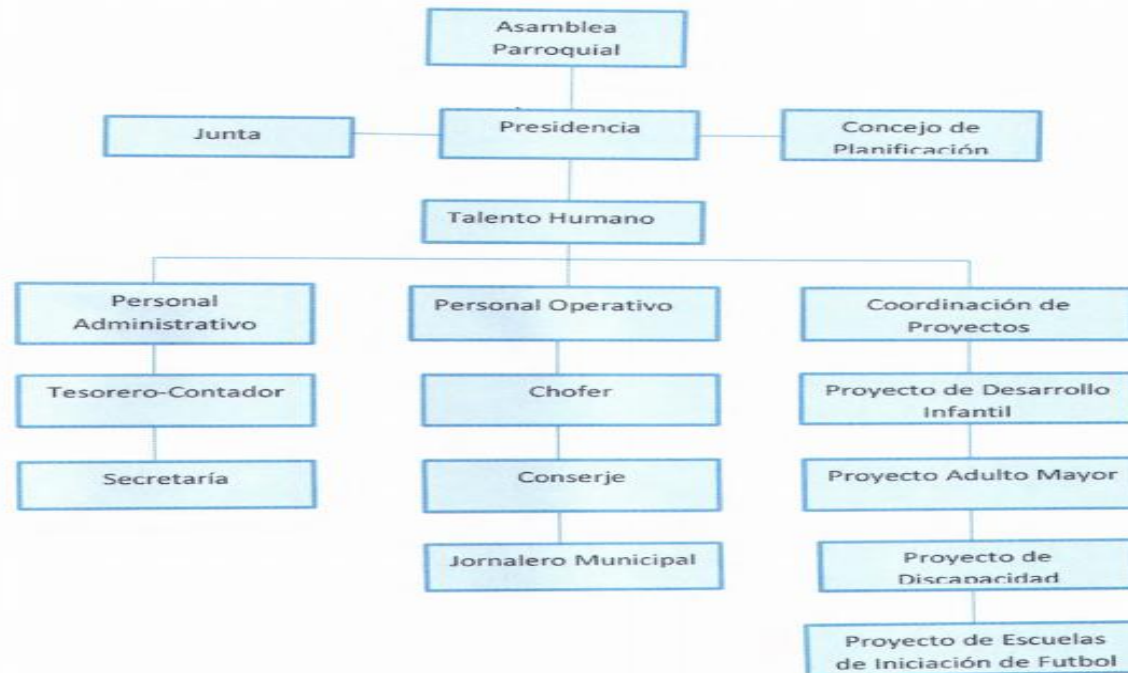 Asamblea
Parroquial
Junta
Presidencia
Concejo de
Planificación
Talento Humano
Personal
Administrativo
Personal Operativo
Coordinación de
Proyectos
Tesorero-Contador
Chofer
Proyecto de Desarrollo
Infantil
Secretaría
Conserje
Proyecto Adulto Mayor
Jornalero Municipal
Proyecto de
Discapacidad
Proyecto de Escuelas
de Iniciación de Futbol